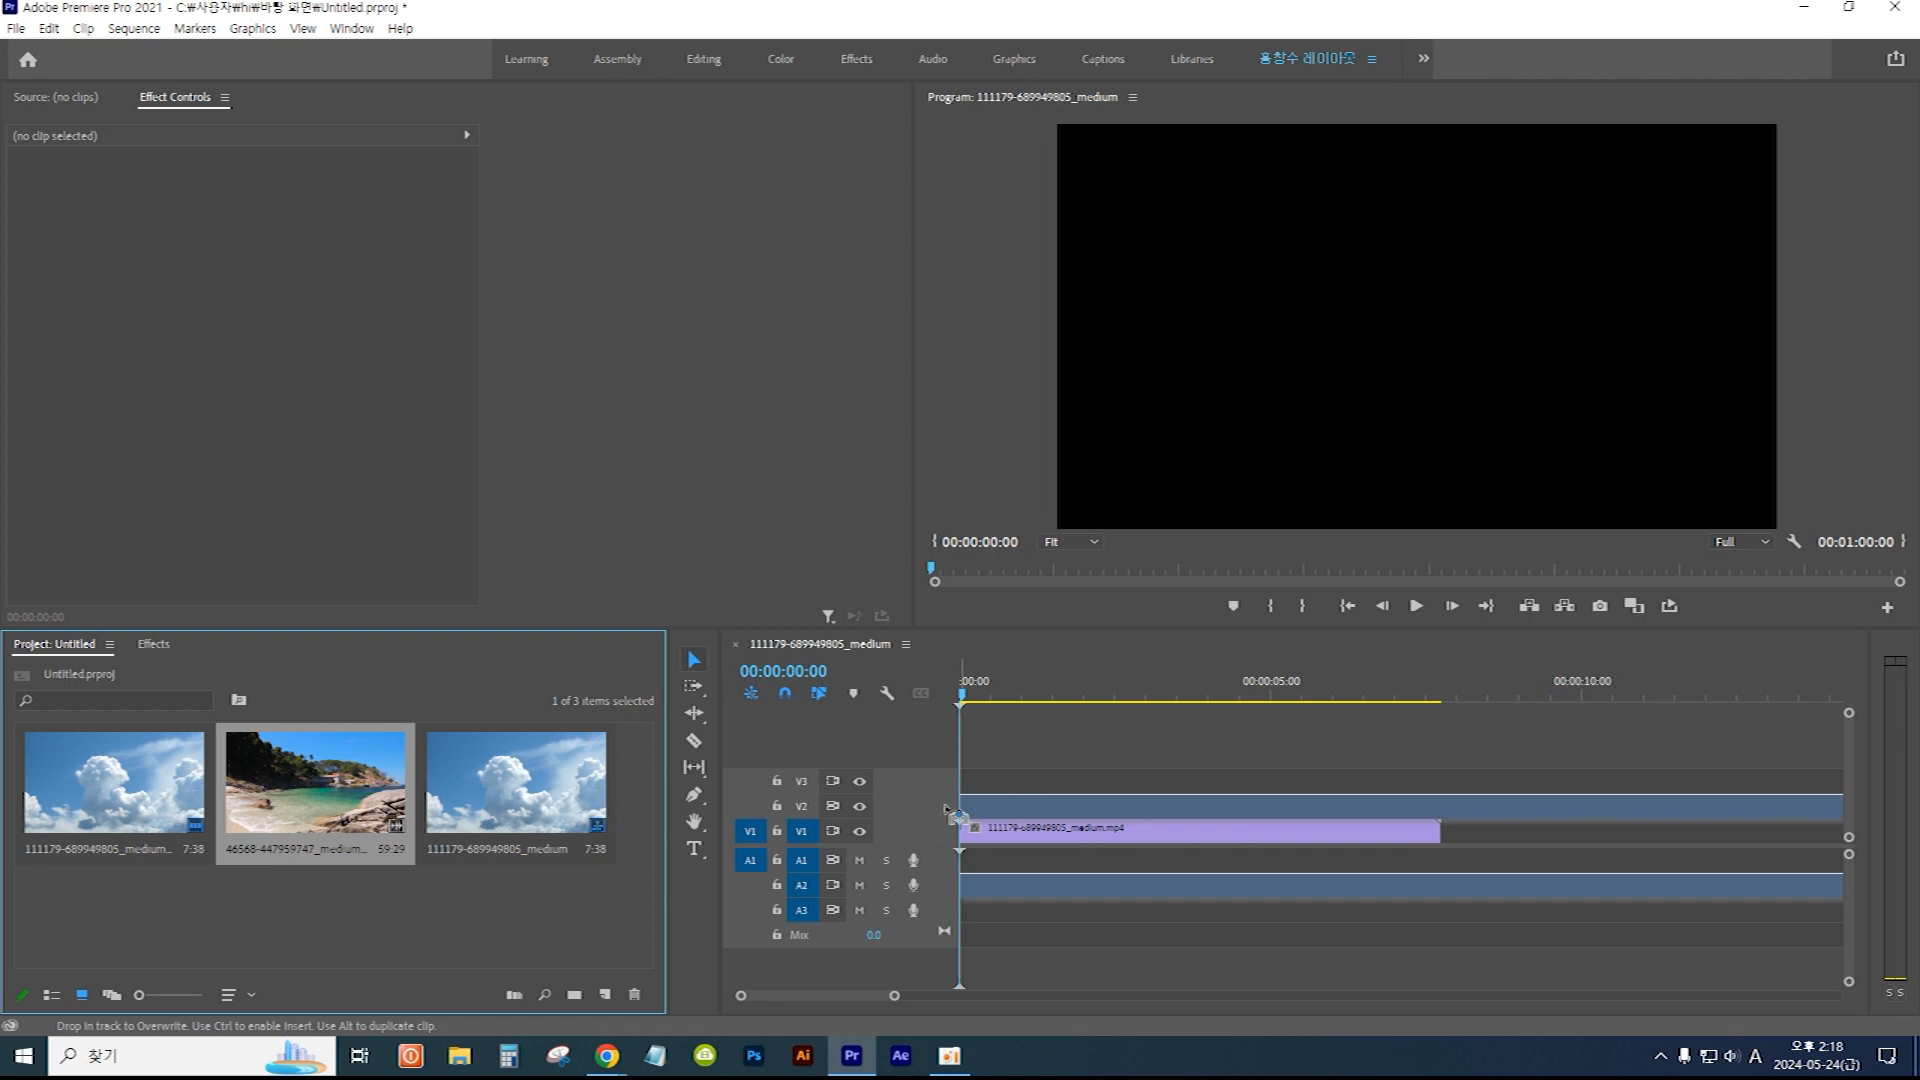 Adobe Premiere Pro 2021 - C:₩사용자₩hi₩바탕 화면₩Untitled.prproj *
File Edit Clip Sequence Markers Graphics View Window Help
Learning Assembly Editing Color Effects Audio Graphics Captions Libraries 홍창수 레이아웃
Source: (no clips) Effect Controls
Program: 111179-689949805_medium
(no clip selected)
00:00:00:00 Fit Full 00:01:00:00
00:00:00:00
Project: Untitled Effects
Untitled.prproj
1 of 3 items selected
111179-689949805_medium... 7:38
46568-447959747_medium... 59:29
111179-689949805_medium 7:38
111179-689949805_medium
00:00:00:00
:00:00 00:00:05:00 00:00:10:00
V3
V2
V1 V1
111179-689949805_medium.mp4
A1 A1 M S
A2 M S
A3 M S
Mix 0.0
S S
Drop in track to Overwrite. Use Ctrl to enable Insert. Use Alt to duplicate clip.
찾기
Ps Ai Pr Ae
A
오후 2:18
2024-05-24(금)